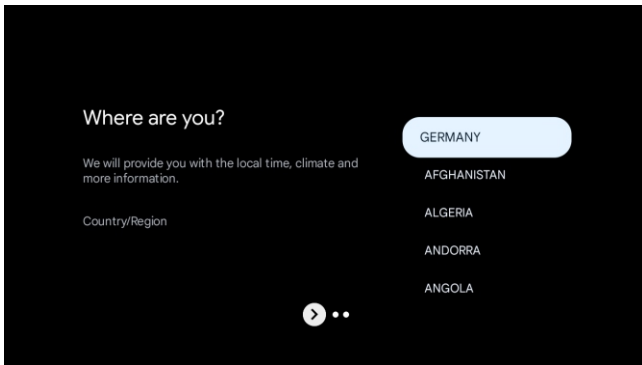 Where are you?
We will provide you with the local time, climate and
more information.
Country/Region
GERMANY
AFGHANISTAN
ALGERIA
ANDORRA
ANGOLA